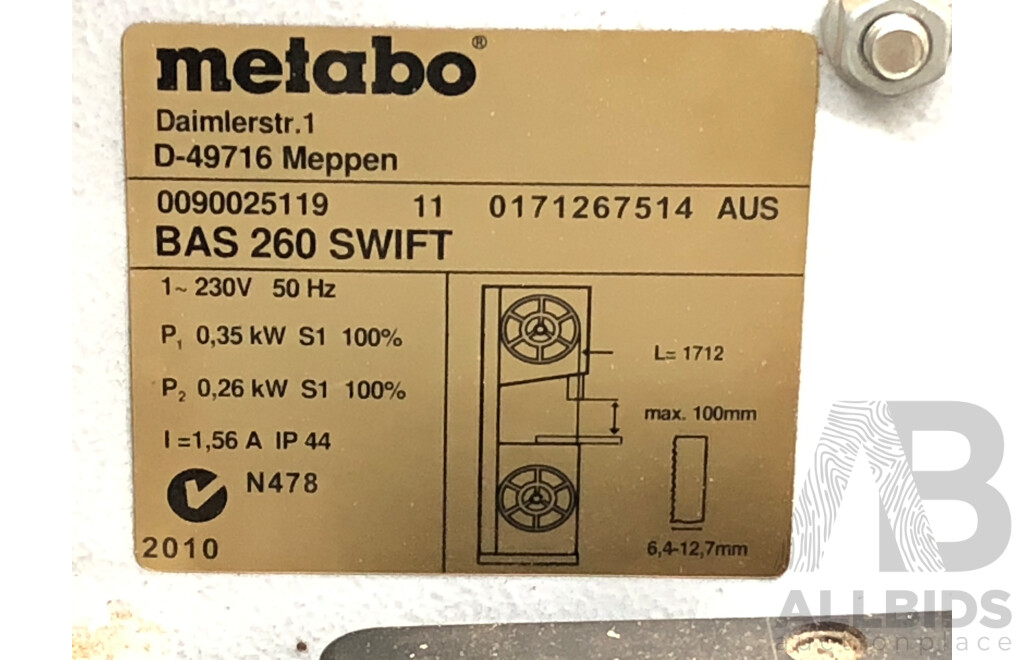 metabo®
Daimlerstr.1
D-49716 Meppen
0090025119 11 0171267514 AUS
BAS 260 SWIFT
1~ 230V 50 Hz
P₁ 0,35 kW S1 100%
P₂ 0,26 kW S1 100%
I =1,56 A IP 44
N478
2010
L= 1712
max. 100mm
6,4-12,7mm
AB
ALLBIDS
auctionplace